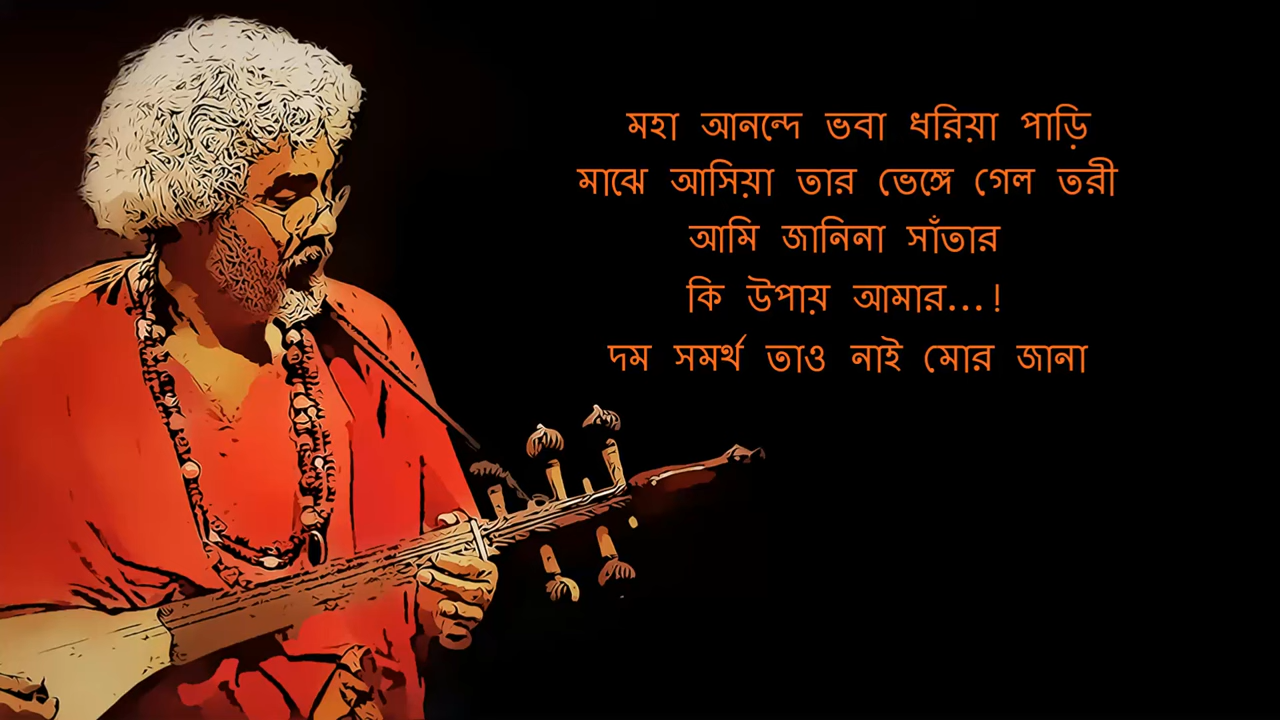 মহা আনন্দে ভবা ধরিয়া পাড়ি
মাঝে আসিয়া তার ভেঙ্গে গেল তরী
আমি জানিনা সাঁতার
কি উপায় আমার...!
দম সমর্থ তাও নাই মোর জানা